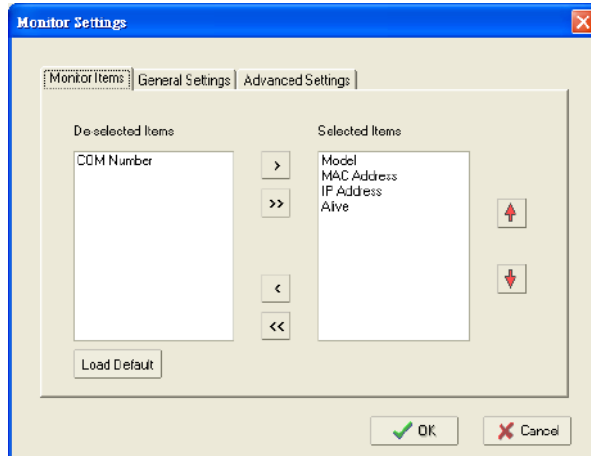 Monitor Settings
Monitor Items General Settings Advanced Settings
De-selected Items Selected Items
COM Number
>
>>
<
<<
Model
MAC Address
IP Address
Alive
Load Default
OK Cancel